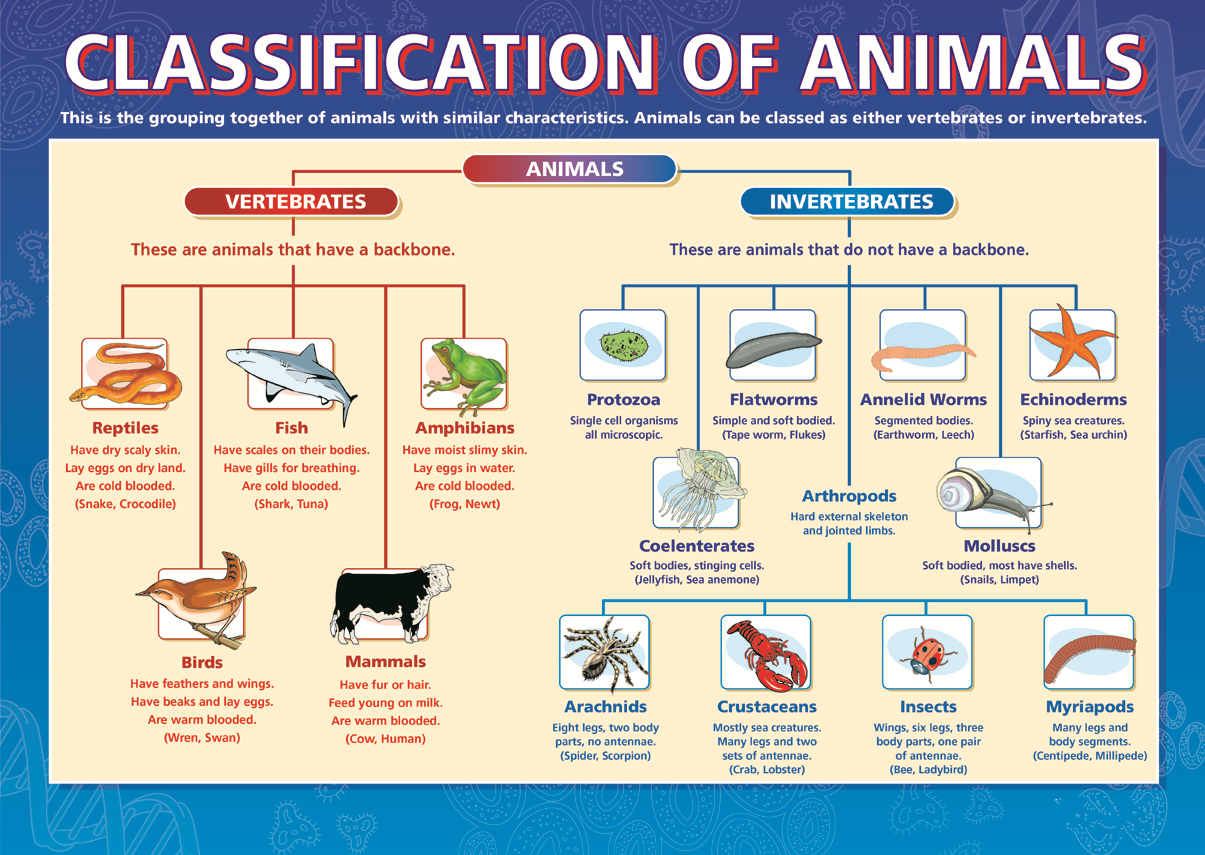 CLASSIFICATION OF ANIMALS
This is the grouping together of animals with similar characteristics. Animals can be classed as either vertebrates or invertebrates.
ANIMALS
VERTEBRATES
These are animals that have a backbone.
Reptiles
Have dry scaly skin.
Lay eggs on dry land.
Are cold blooded.
(Snake, Crocodile)
Fish
Have scales on their bodies.
Have gills for breathing.
Are cold blooded.
(Shark, Tuna)
Amphibians
Have moist slimy skin.
Lay eggs in water.
Are cold blooded.
(Frog, Newt)
Birds
Have feathers and wings.
Have beaks and lay eggs.
Are warm blooded.
(Wren, Swan)
Mammals
Have fur or hair.
Feed young on milk.
Are warm blooded.
(Cow, Human)
INVERTEBRATES
These are animals that do not have a backbone.
Protozoa
Single cell organisms
all microscopic.
Flatworms
Simple and soft bodied.
(Tape worm, Flukes)
Annelid Worms
Segmented bodies.
(Earthworm, Leech)
Echinoderms
Spiny sea creatures.
(Starfish, Sea urchin)
Coelenterates
Soft bodies, stinging cells.
(Jellyfish, Sea anemone)
Arthropods
Hard external skeleton
and jointed limbs.
Molluscs
Soft bodied, most have shells.
(Snails, Limpet)
Arachnids
Eight legs, two body
parts, no antennae.
(Spider, Scorpion)
Crustaceans
Mostly sea creatures.
Many legs and two
sets of antennae.
(Crab, Lobster)
Insects
Wings, six legs, three
body parts, one pair
of antennae.
(Bee, Ladybird)
Myriapods
Many legs and
body segments.
(Centipede, Millipede)